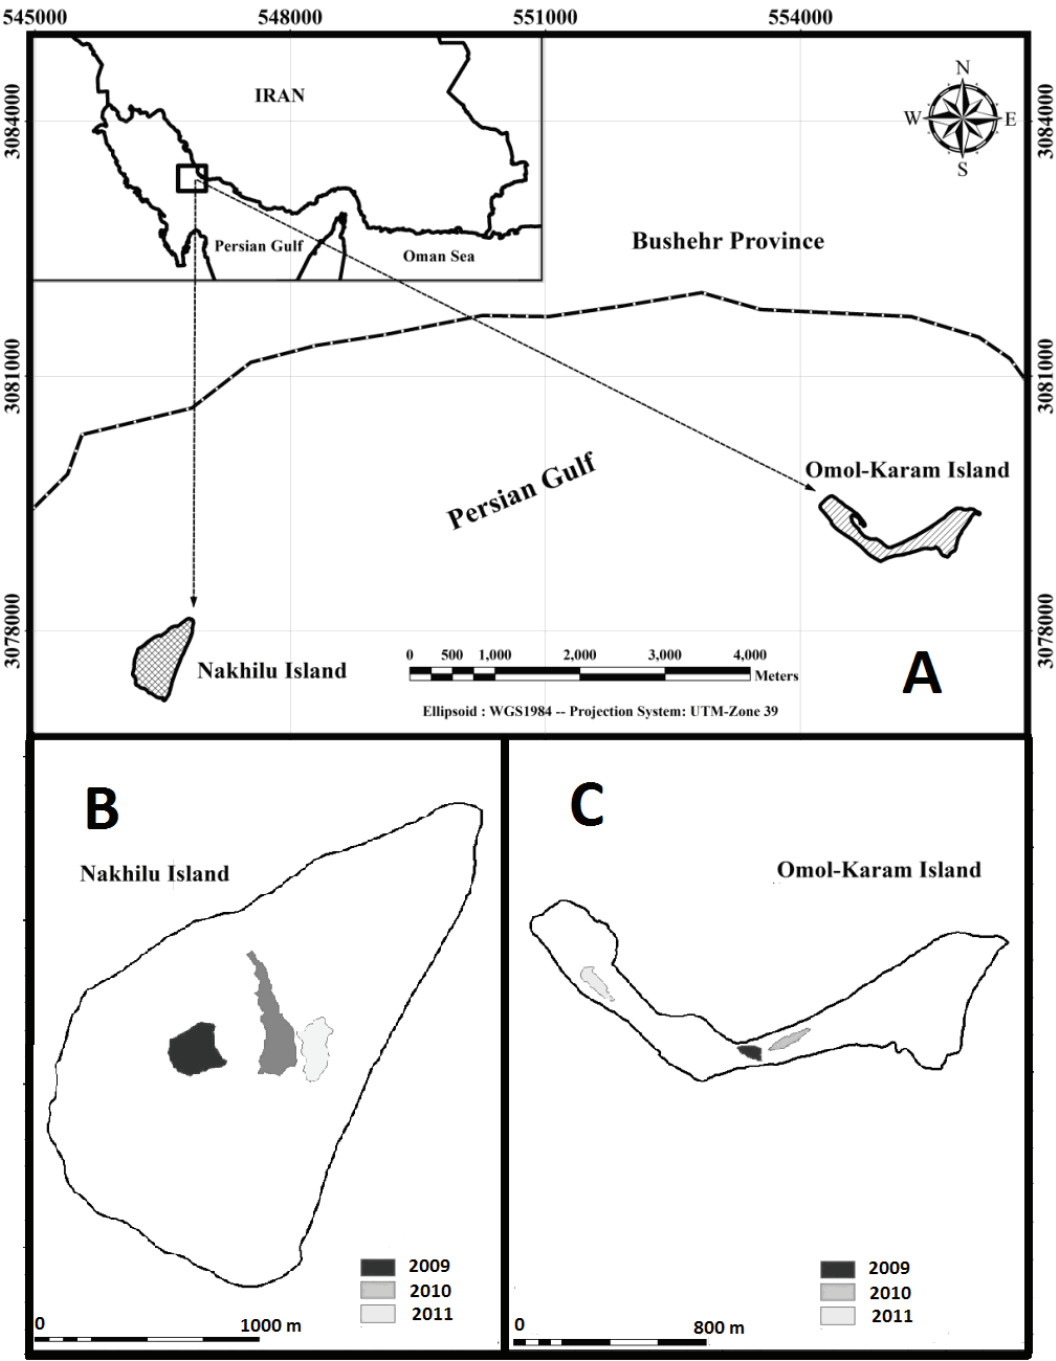 545000 548000 551000 554000
3084000
3084000
IRAN
N
W E
S
Persian Gulf
Oman Sea
Bushehr Province
3081000
3081000
Persian Gulf
Omol-Karam Island
3078000
3078000
Nakhilu Island
0 500 1,000 2,000 3,000 4,000
Meters
A
Ellipsoid : WGS1984 -- Projection System: UTM-Zone 39
B
Nakhilu Island
2009
2010
2011
0 1000 m
C
Omol-Karam Island
2009
2010
2011
0 800 m